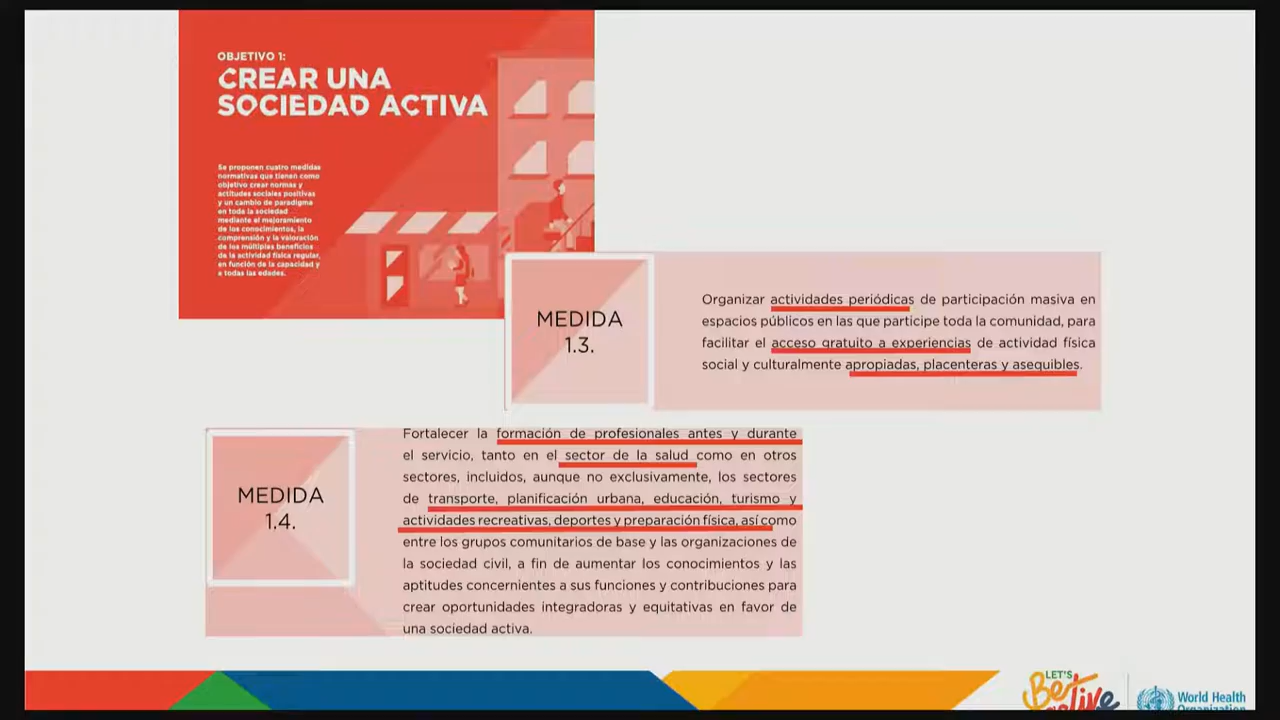 OBJETIVO 1:
CREAR UNA
SOCIEDAD ACTIVA
Se proponen cuatro medidas
normativas que tienen como
objetivo crear normas y
actitudes sociales positivas
y un cambio de paradigma
en toda la sociedad
mediante el mejoramiento
de los conocimientos, la
comprensión y la valoración
de los múltiples beneficios
de la actividad física regular,
en función de la capacidad y
a todas las edades.
MEDIDA
1.3.
Organizar actividades periódicas de participación masiva en
espacios públicos en las que participe toda la comunidad, para
facilitar el acceso gratuito a experiencias de actividad física
social y culturalmente apropiadas, placenteras y asequibles.
MEDIDA
1.4.
Fortalecer la formación de profesionales antes y durante
el servicio, tanto en el sector de la salud como en otros
sectores, incluidos, aunque no exclusivamente, los sectores
de transporte, planificación urbana, educación, turismo y
actividades recreativas, deportes y preparación física, así como
entre los grupos comunitarios de base y las organizaciones de
la sociedad civil, a fin de aumentar los conocimientos y las
aptitudes concernientes a sus funciones y contribuciones para
crear oportunidades integradoras y equitativas en favor de
una sociedad activa.
LET'S
Be
active
World Health
Organization